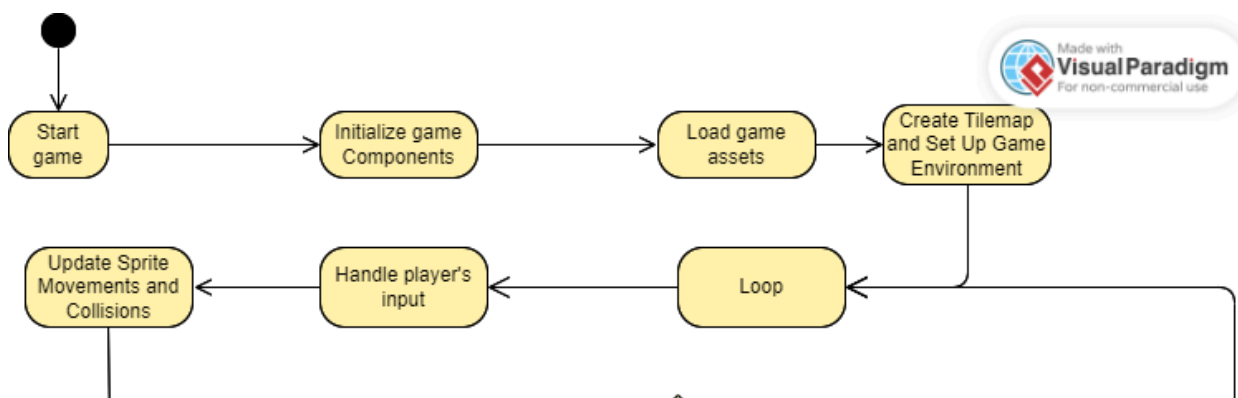 Made with
Visual Paradigm
For non-commercial use
Start
game
Initialize game
Components
Load game
assets
Create Tilemap
and Set Up Game
Environment
Update Sprite
Movements and
Collisions
Handle player's
input
Loop